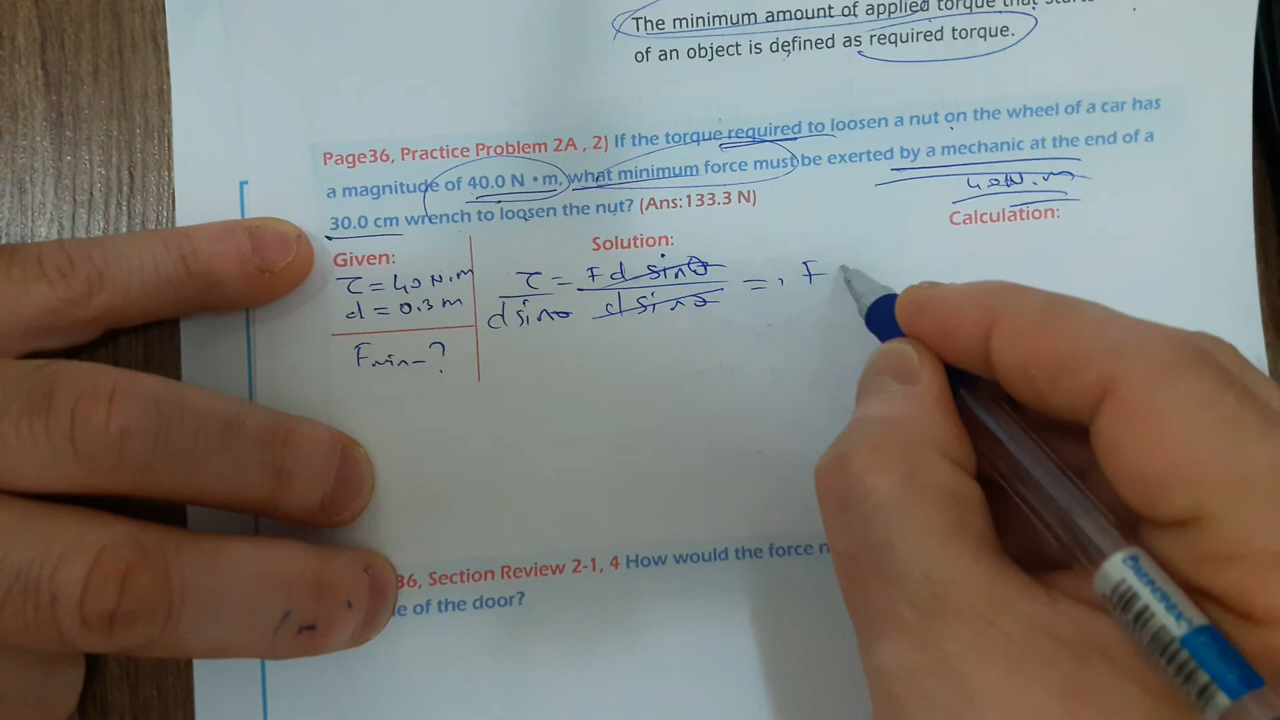 The minimum amount of applied torque that
of an object is defined as required torque.
Page36, Practice Problem 2A , 2) If the torque required to loosen a nut on the wheel of a car has
a magnitude of 40.0 N • m, what minimum force must be exerted by a mechanic at the end of a
40N.m
30.0 cm wrench to loosen the nut? (Ans:133.3 N)
Calculation:
Given:
Solution:
τ = 40 N.m
d = 0.3 m
Fmin-?
τ = F d sinθ
d sinθ d sinθ
= , F
36, Section Review 2-1, 4 How would the force
of the door?